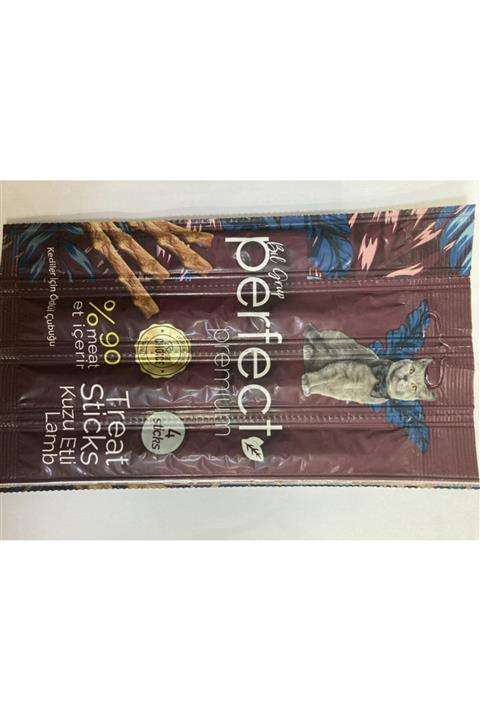 Bil Grup
perfect
premium
4
sticks
%90
meat
et içerir
Treat
Sticks
Kuzu Etli
Lamb
Kediler İçin Ödül Çubuğu